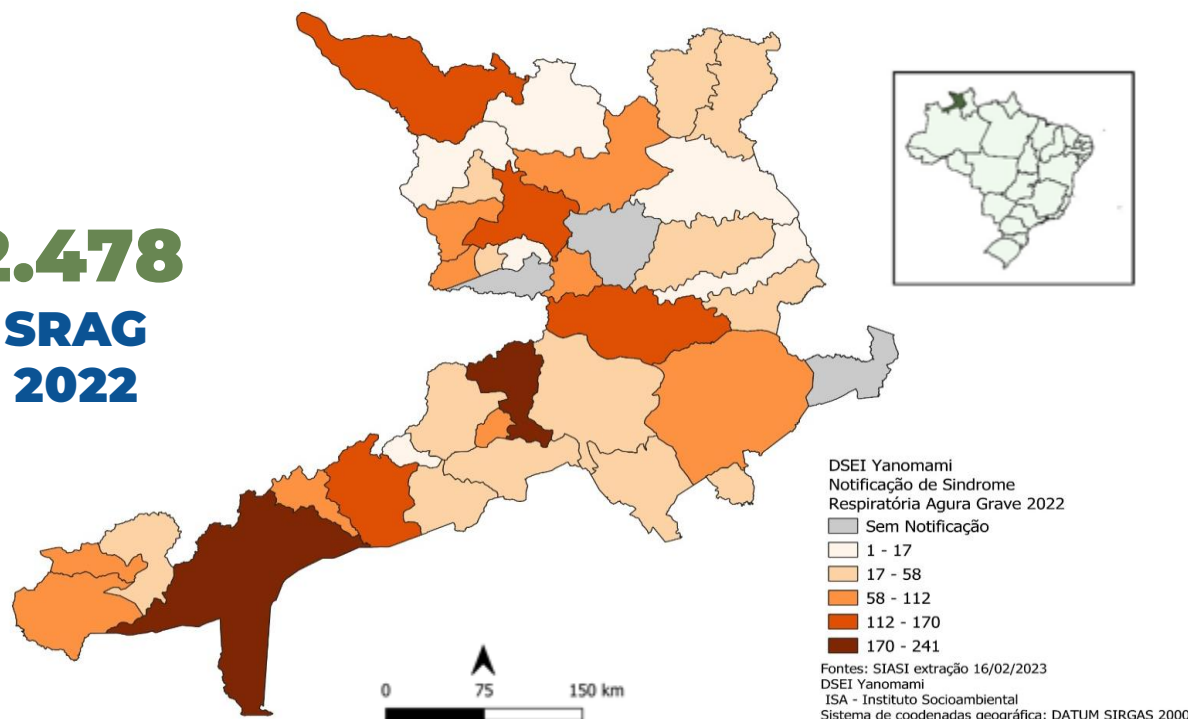 2.478
SRAG
2022
DSEI Yanomami
Notificação de Sindrome
Respiratória Agura Grave 2022
Sem Notificação
1 - 17
17 - 58
58 - 112
112 - 170
170 - 241
0 75 150 km
Fontes: SIASI extração 16/02/2023
DSEI Yanomami
ISA - Instituto Socioambiental
Sistema de coodenadas geográfica: DATUM SIRGAS 2000